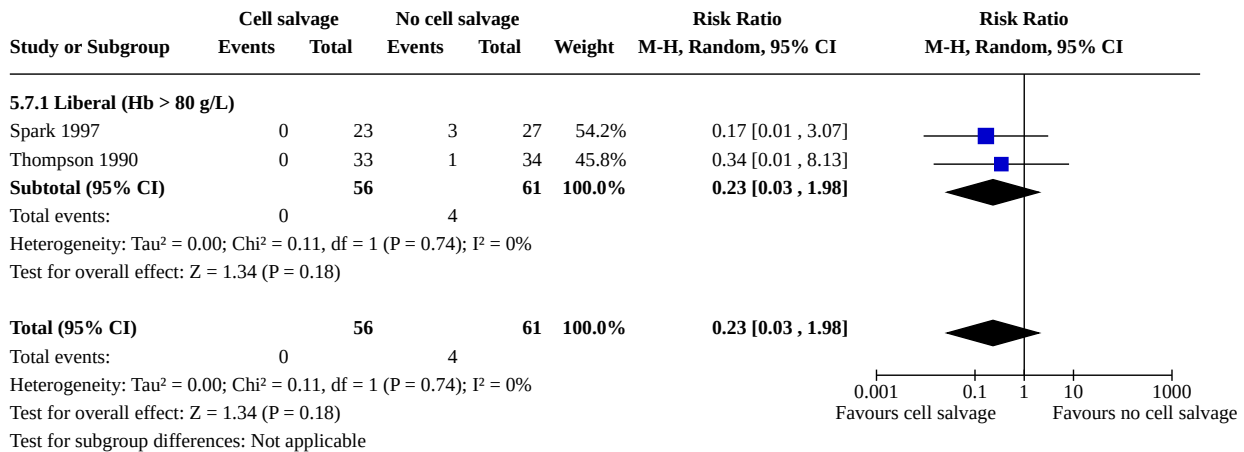 Cell salvage No cell salvage Risk Ratio Risk Ratio
Study or Subgroup Events Total Events Total Weight M-H, Random, 95% CI M-H, Random, 95% CI
5.7.1 Liberal (Hb > 80 g/L)
Spark 1997 0 23 3 27 54.2% 0.17 [0.01 , 3.07]
Thompson 1990 0 33 1 34 45.8% 0.34 [0.01 , 8.13]
Subtotal (95% CI) 56 61 100.0% 0.23 [0.03 , 1.98]
Total events: 0 4
Heterogeneity: Tau² = 0.00; Chi² = 0.11, df = 1 (P = 0.74); I² = 0%
Test for overall effect: Z = 1.34 (P = 0.18)
Total (95% CI) 56 61 100.0% 0.23 [0.03 , 1.98]
Total events: 0 4
Heterogeneity: Tau² = 0.00; Chi² = 0.11, df = 1 (P = 0.74); I² = 0%
0.001 0.1 1 10 1000
Test for overall effect: Z = 1.34 (P = 0.18) Favours cell salvage Favours no cell salvage
Test for subgroup differences: Not applicable